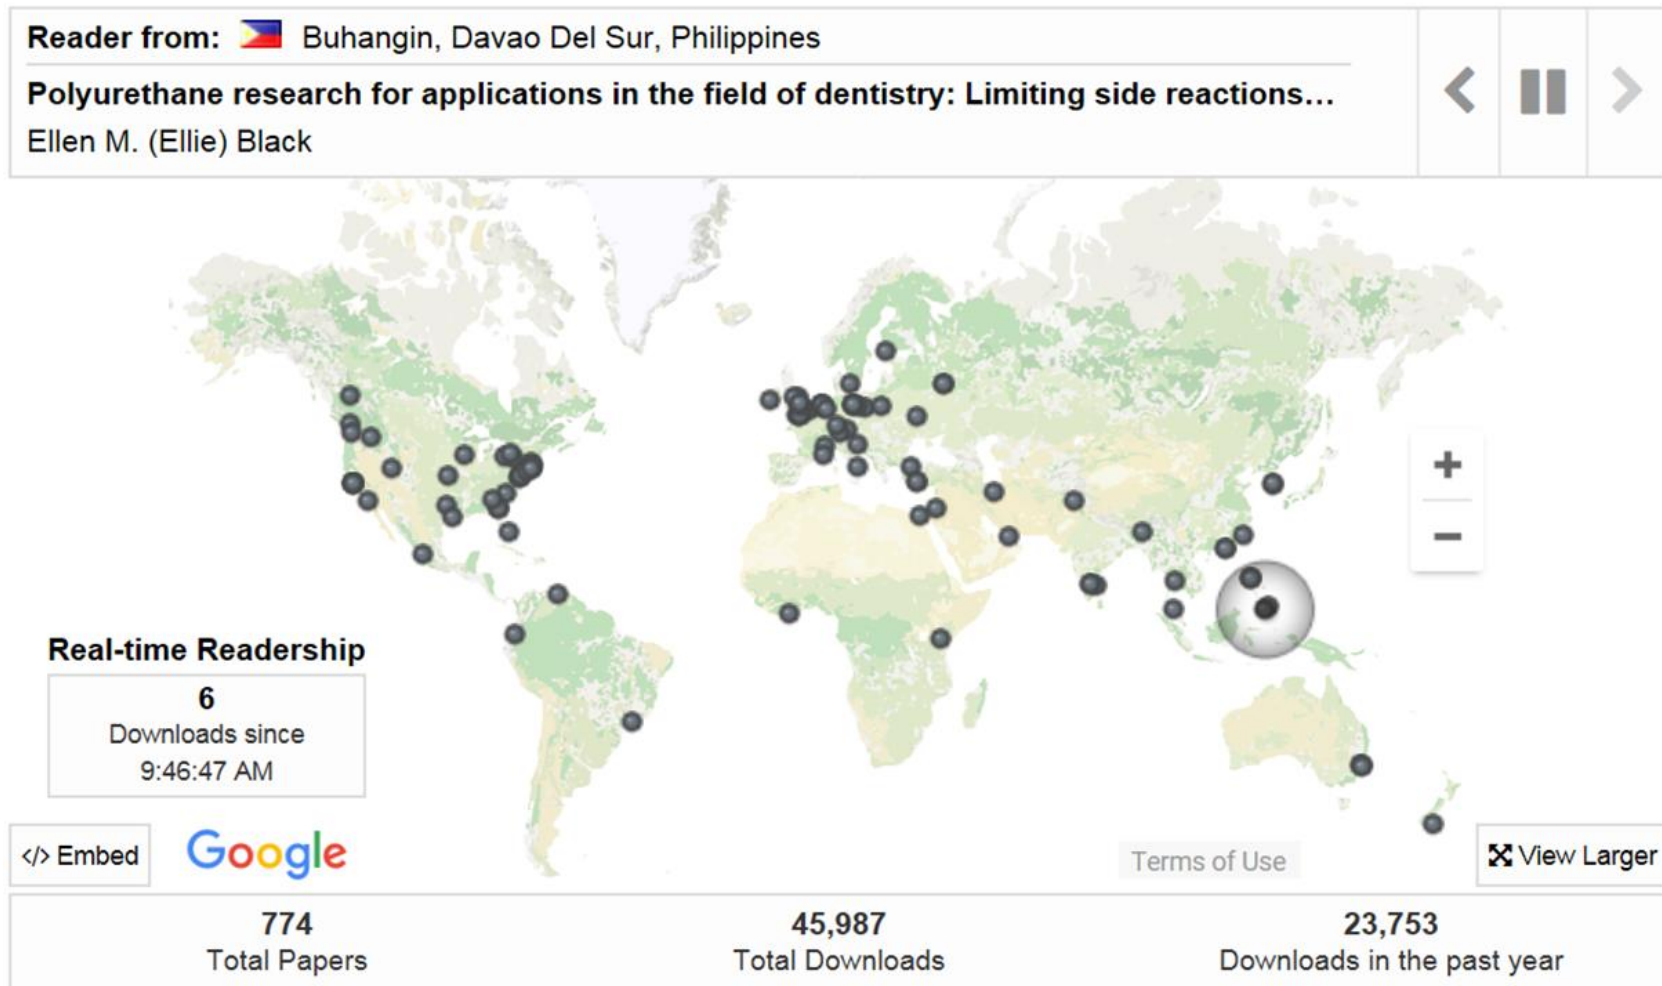 Reader from: Buhangin, Davao Del Sur, Philippines
Polyurethane research for applications in the field of dentistry: Limiting side reactions...
Ellen M. (Ellie) Black
Real-time Readership
6
Downloads since
9:46:47 AM
</> Embed
Google
Terms of Use
View Larger
774
Total Papers
45,987
Total Downloads
23,753
Downloads in the past year